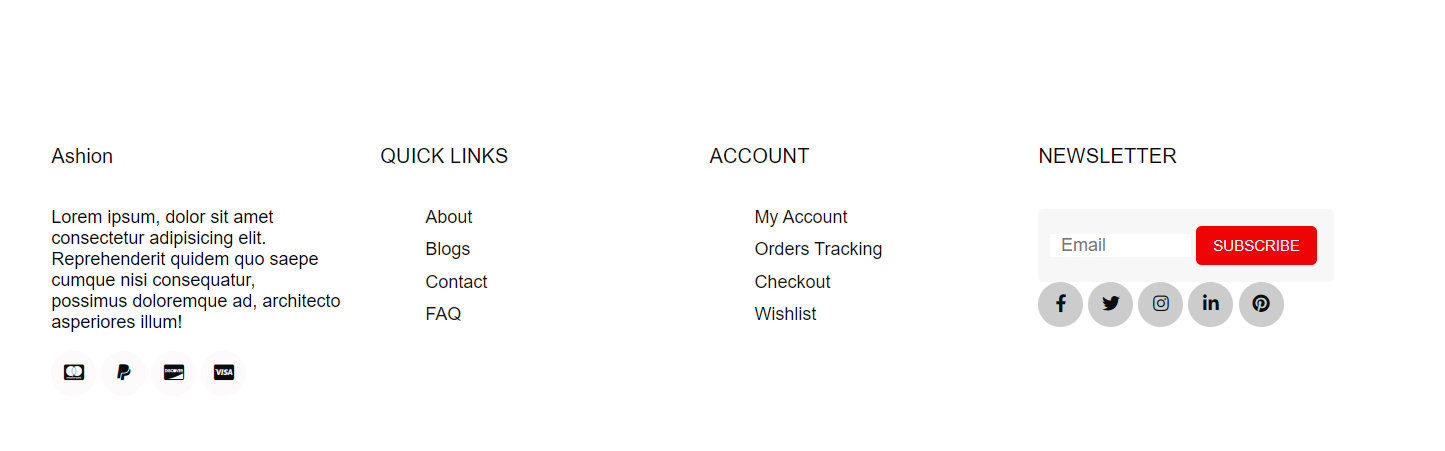 Ashion
Lorem ipsum, dolor sit amet
consectetur adipisicing elit.
Reprehenderit quidem quo saepe
cumque nisi consequatur,
possimus doloremque ad, architecto
asperiores illum!
DISCOVER
VISA
QUICK LINKS
About
Blogs
Contact
FAQ
ACCOUNT
My Account
Orders Tracking
Checkout
Wishlist
NEWSLETTER
Email
SUBSCRIBE